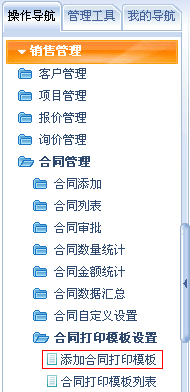 操作导航 管理工具 我的导航
销售管理
客户管理
项目管理
报价管理
询价管理
合同管理
合同添加
合同列表
合同审批
合同数量统计
合同金额统计
合同数据汇总
合同自定义设置
合同打印模板设置
添加合同打印模板
合同打印模板列表